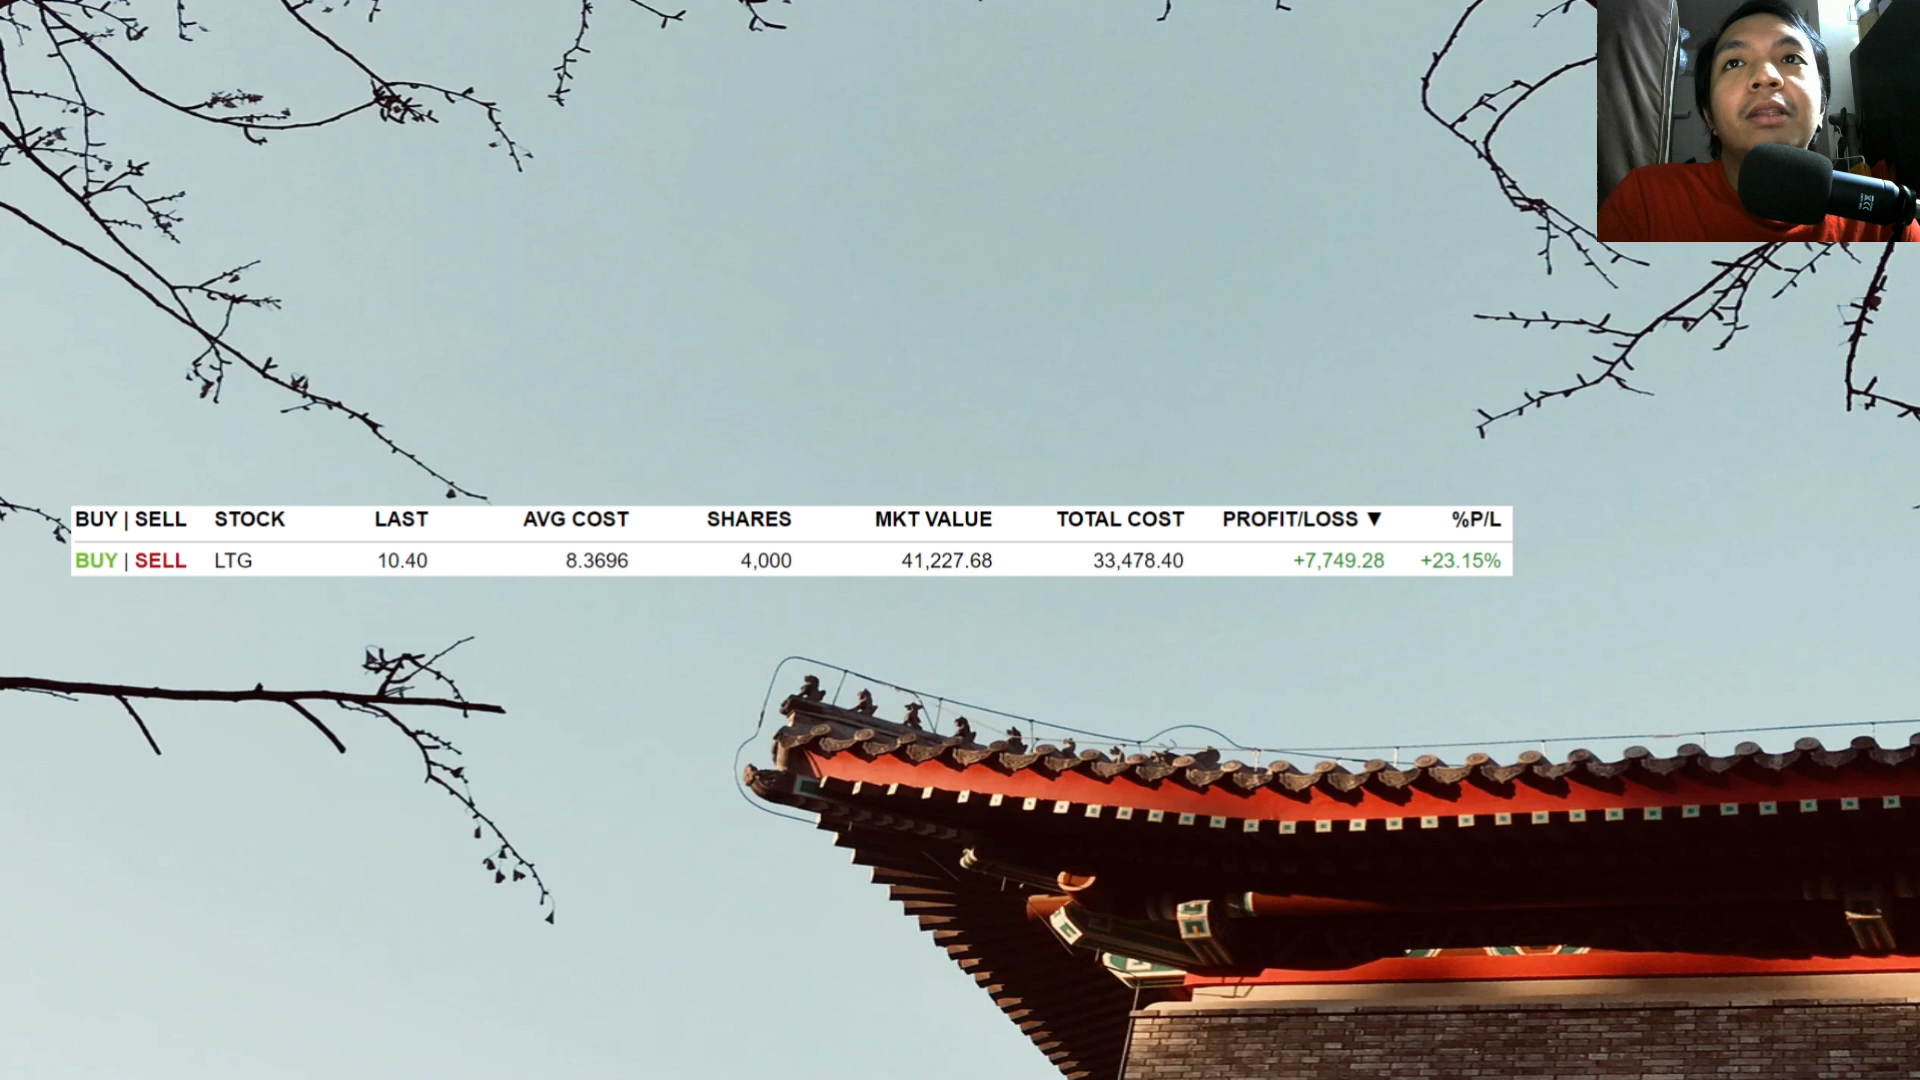 BUY | SELL STOCK LAST AVG COST SHARES MKT VALUE TOTAL COST PROFIT/LOSS ▼ %P/L
BUY | SELL LTG 10.40 8.3696 4,000 41,227.68 33,478.40 +7,749.28 +23.15%